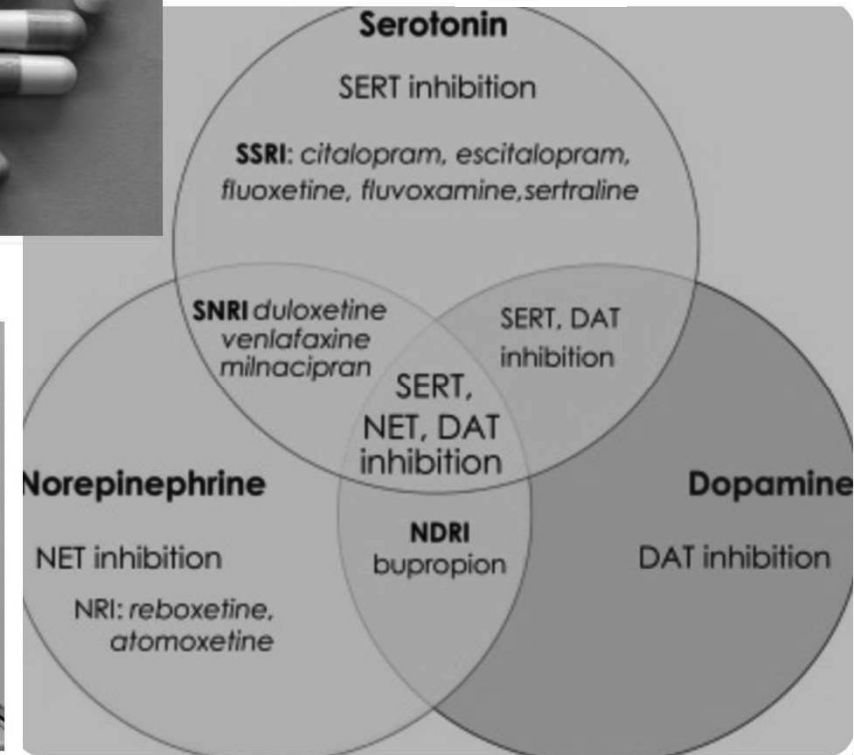 Serotonin
SERT inhibition
SSRI: citalopram, escitalopram,
fluoxetine, fluvoxamine,sertraline
SNRI duloxetine
venlafaxine
milnacipran
SERT, DAT
inhibition
SERT,
NET, DAT
inhibition
Norepinephrine
NET inhibition
NRI: reboxetine,
atomoxetine
NDRI
bupropion
Dopamine
DAT inhibition